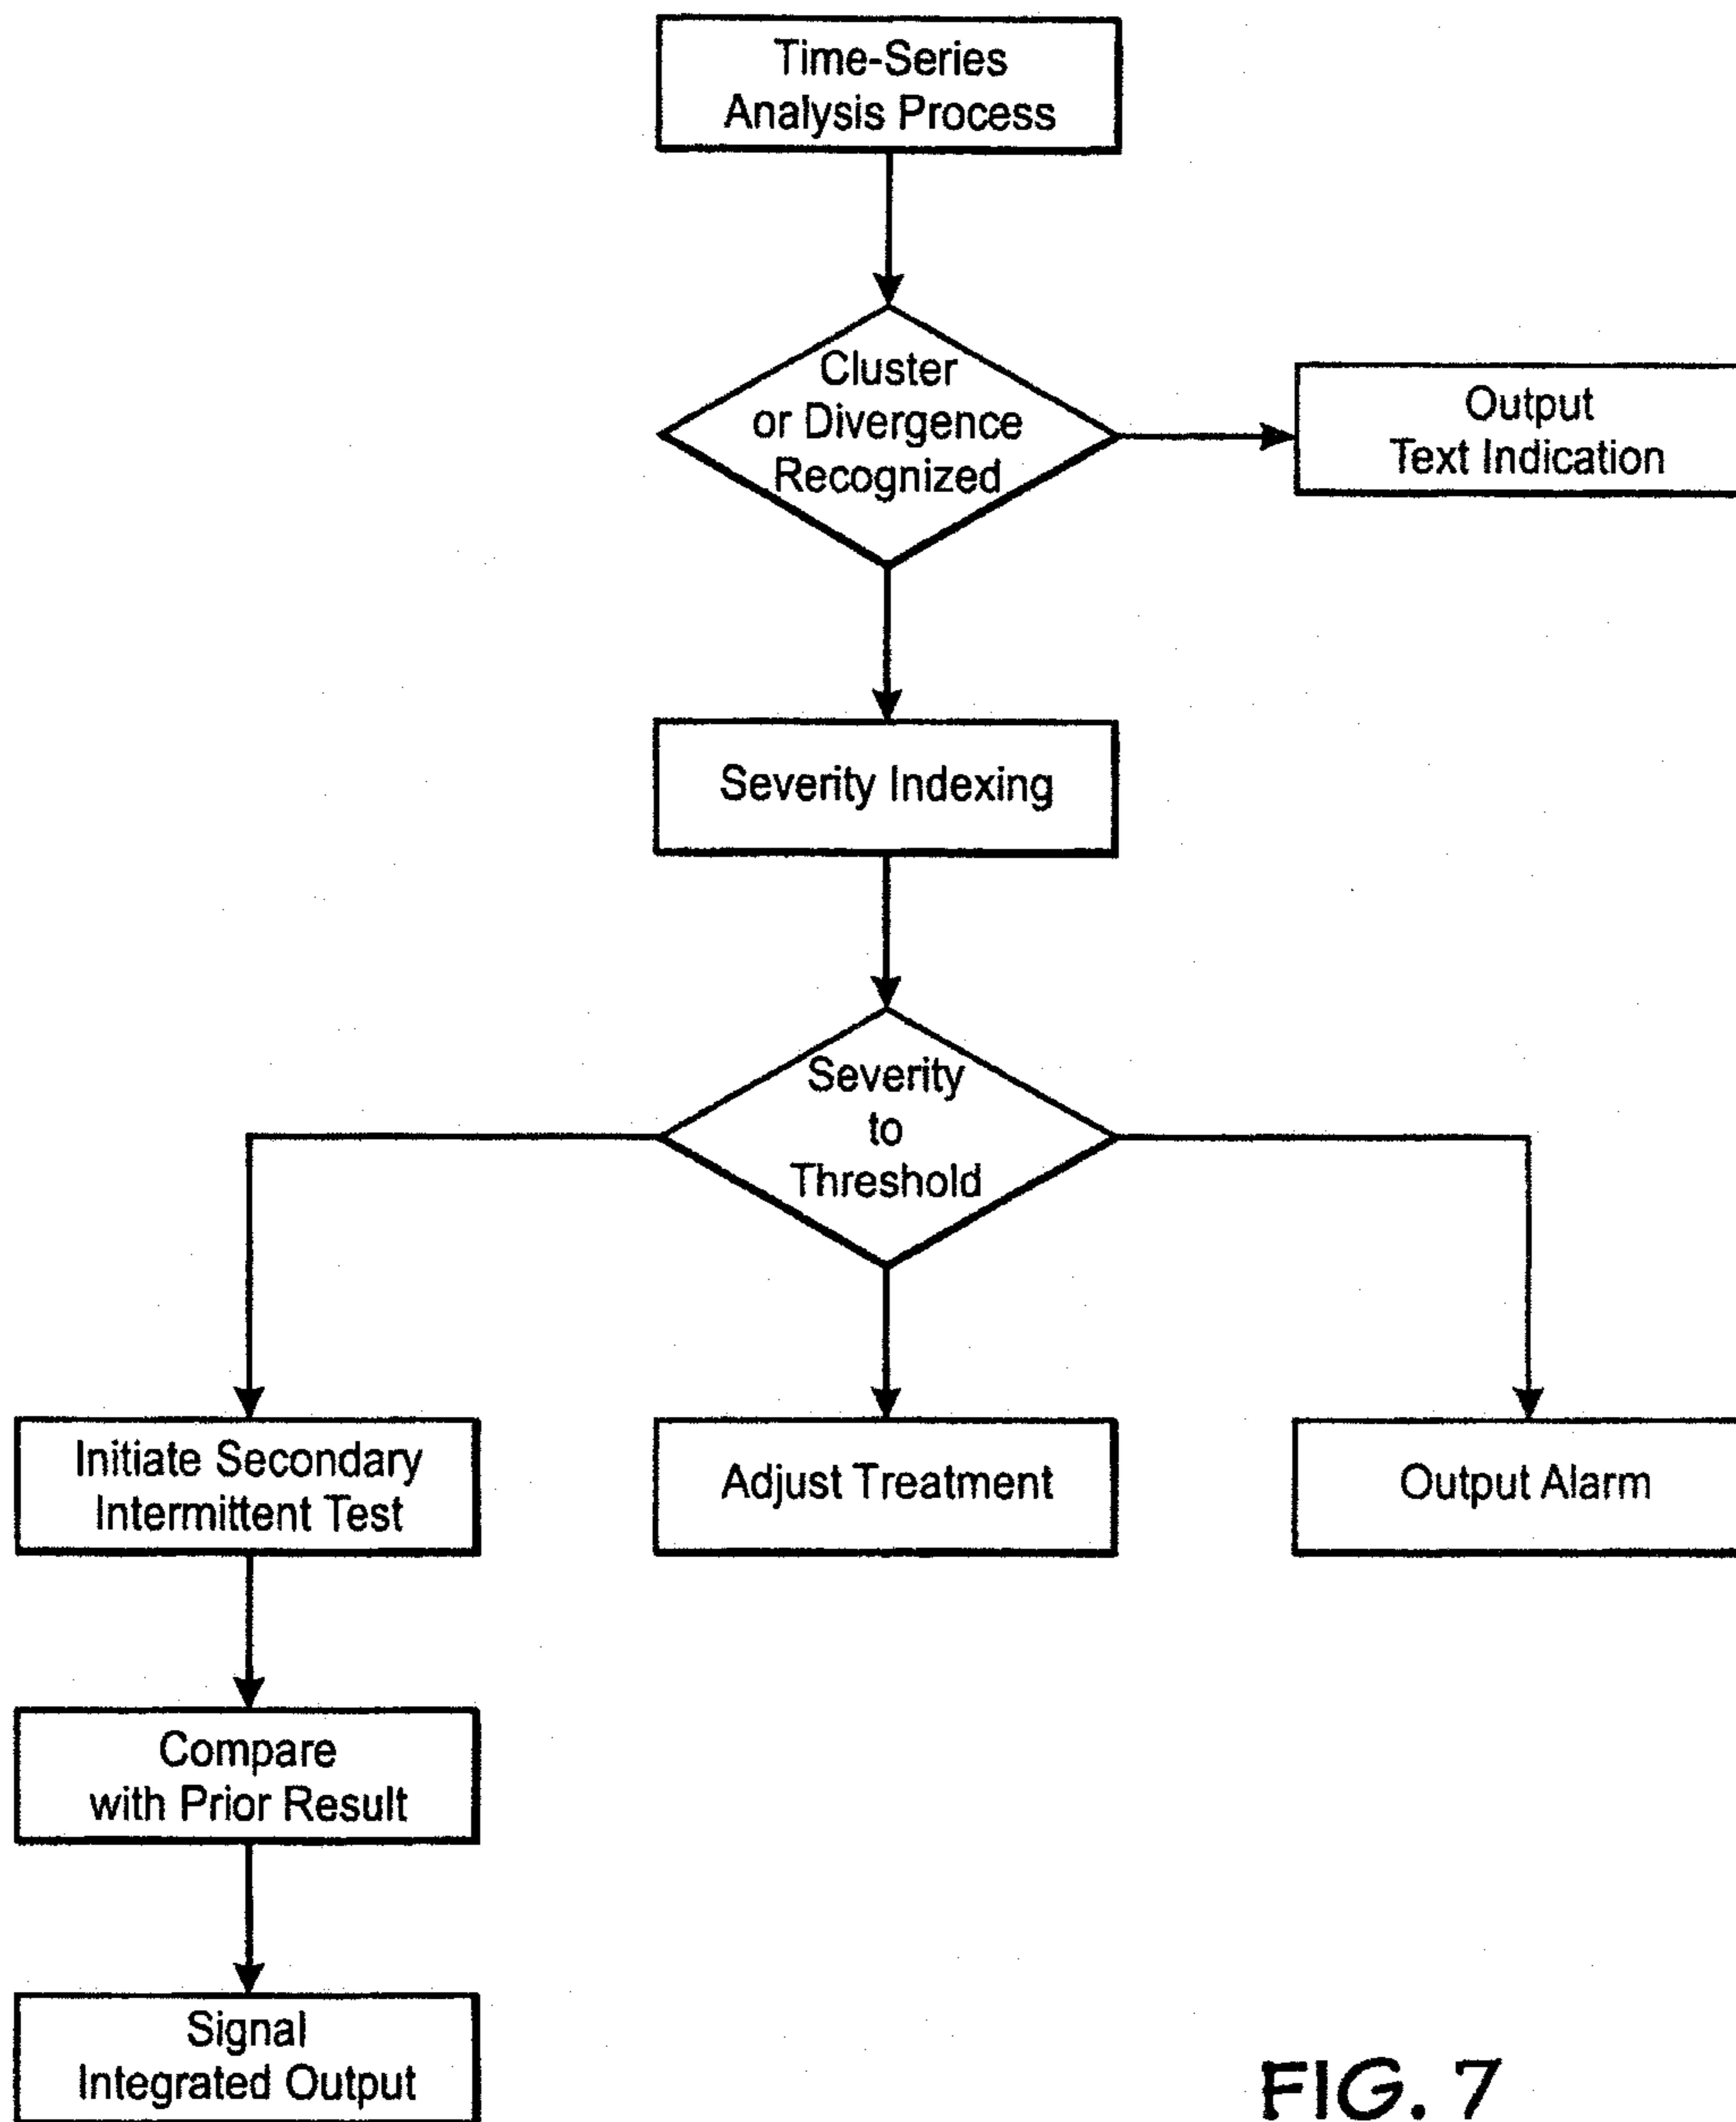 Time-Series
Analysis Process
Cluster
or Divergence
Recognized
Output
Text Indication
Severity Indexing
Severity
to
Threshold
Initiate Secondary
Intermittent Test
Adjust Treatment
Output Alarm
Compare
with Prior Result
Signal
Integrated Output
FIG. 7